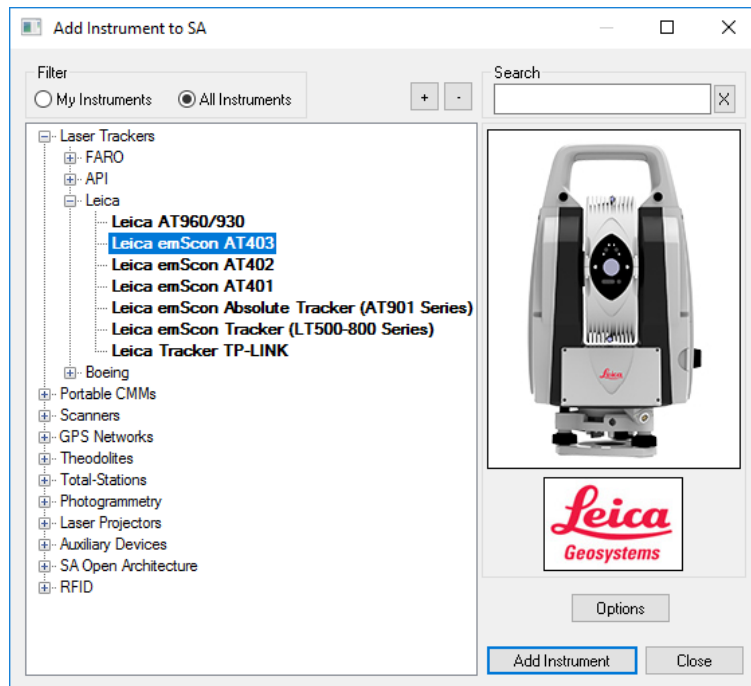 Add Instrument to SA
Filter
My Instruments
All Instruments
+
-
Search
X
Laser Trackers
FARO
API
Leica
Leica AT960/930
Leica emScon AT403
Leica emScon AT402
Leica emScon AT401
Leica emScon Absolute Tracker (AT901 Series)
Leica emScon Tracker (LT500-800 Series)
Leica Tracker TP-LINK
Boeing
Portable CMMs
Scanners
GPS Networks
Theodolites
Total-Stations
Photogrammetry
Laser Projectors
Auxiliary Devices
SA Open Architecture
RFID
Leica
Leica
Geosystems
Options
Add Instrument
Close